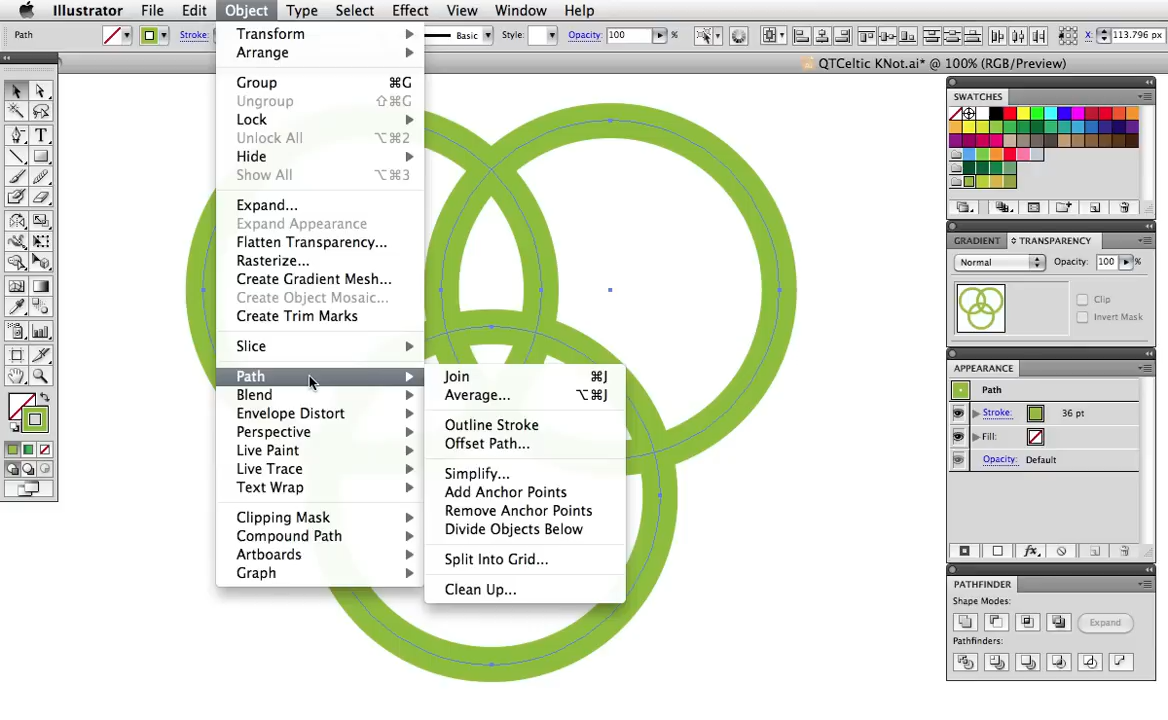 Illustrator File Edit Object Type Select Effect View Window Help
Path Stroke: Basic Style: Opacity: 100 % X: 113.796 px
QTCeltic KNot.ai* @ 100% (RGB/Preview)
Transform
Arrange
Group ⌘G
Ungroup ⇧⌘G
Lock
Unlock All ⌥⌘2
Hide
Show All ⌥⌘3
Expand...
Expand Appearance
Flatten Transparency...
Rasterize...
Create Gradient Mesh...
Create Object Mosaic...
Create Trim Marks
Slice
Path
Blend
Envelope Distort
Perspective
Live Paint
Live Trace
Text Wrap
Clipping Mask
Compound Path
Artboards
Graph
Join ⌘J
Average... ⌥⌘J
Outline Stroke
Offset Path...
Simplify...
Add Anchor Points
Remove Anchor Points
Divide Objects Below
Split Into Grid...
Clean Up...
SWATCHES
GRADIENT TRANSPARENCY
Normal Opacity: 100 %
Clip
Invert Mask
APPEARANCE
Path
Stroke: 36 pt
Fill:
Opacity: Default
fx
PATHFINDER
Shape Modes:
Expand
Pathfinders: